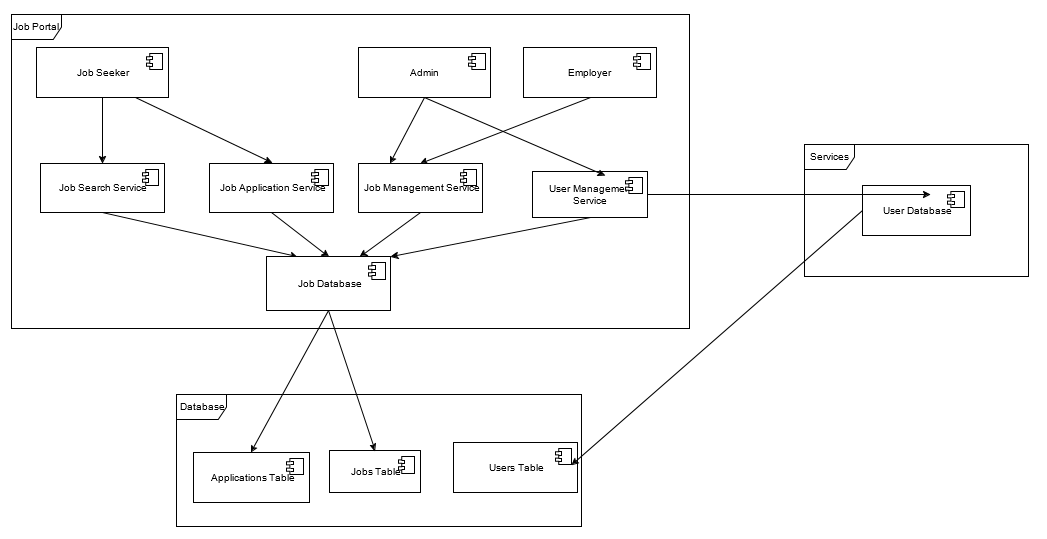 Job Portal
Job Seeker
Admin
Employer
Job Search Service
Job Application Service
Job Management Service
User Management
Service
Services
User Database
Job Database
Database
Applications Table
Jobs Table
Users Table